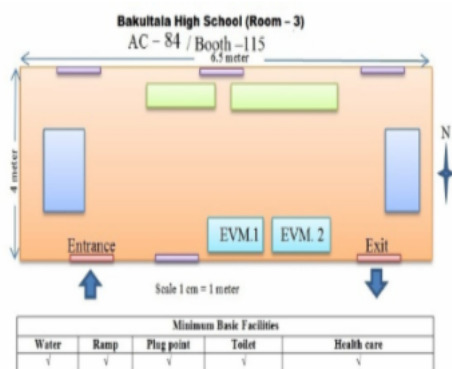 Bakultala High School (Room – 3)
AC – 84 / Booth –115
6.5 meter
4 meter
N
EVM.1 EVM. 2
Entrance Exit
Scale 1 cm = 1 meter
Minimum Basic Facilities
Water Ramp Plug point Toilet Health care
√ √ √ √ √